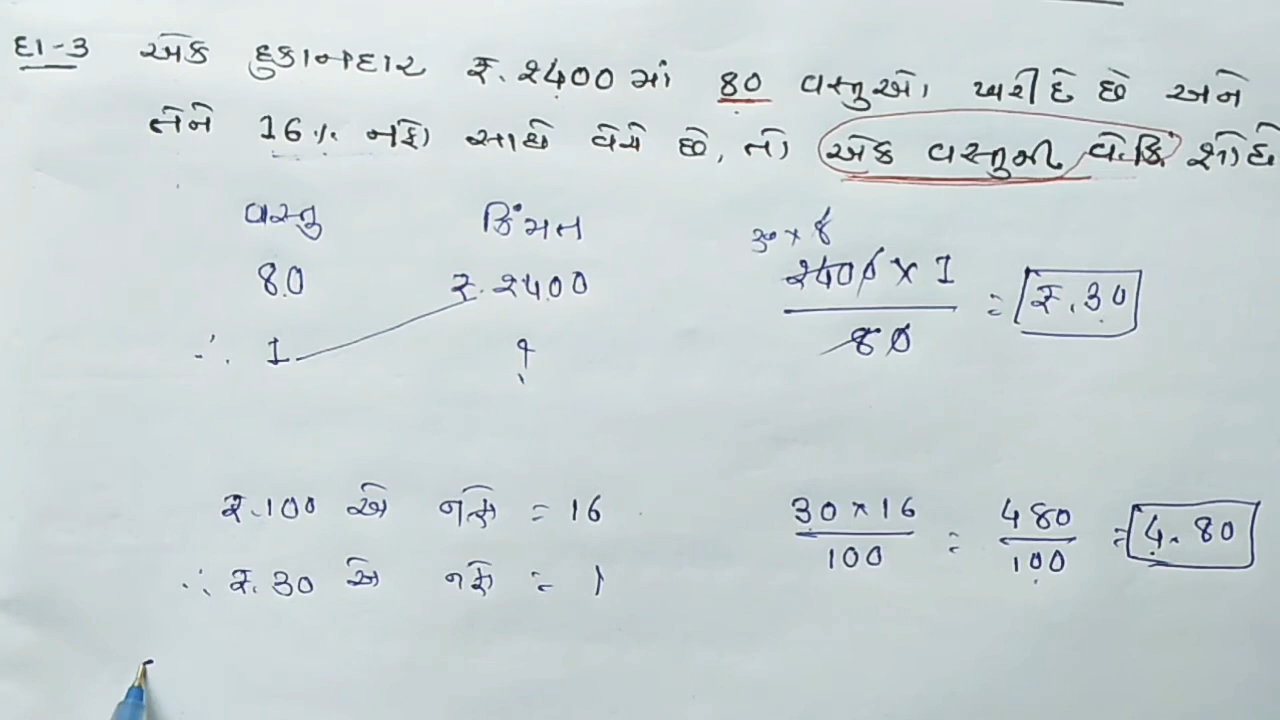 દા-3 એક દુકાનદાર રૂ.2400 માં 80 વસ્તુઓ ખરીદે છે અને
તેને 16% નફા સાથે વેચે છે, તો એક વસ્તુની વે.કિં શોધો
વસ્તુ કિંમત
80 રૂ.2400
∴ 1 ?
30 × 8
2400 × 1 / 80 = રૂ.30
રૂ.100 એ નફો = 16
∴ રૂ.30 એ નફો = ?
30 × 16 / 100 = 480 / 100 = 4.80